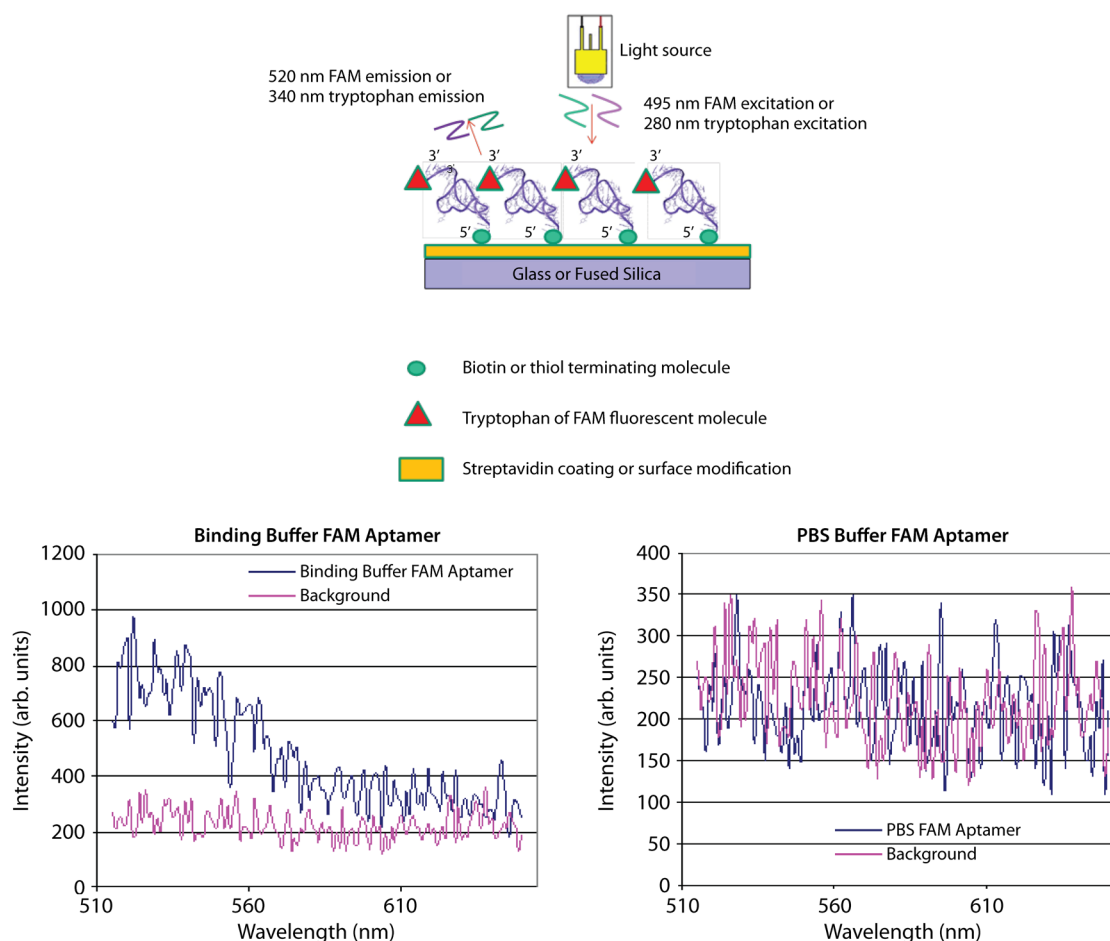 Light source
520 nm FAM emission or
340 nm tryptophan emission
495 nm FAM excitation or
280 nm tryptophan excitation
3′ 3′ 3′ 3′
3′
5′ 5′ 5′ 5′
Glass or Fused Silica
Biotin or thiol terminating molecule
Tryptophan of FAM fluorescent molecule
Streptavidin coating or surface modification
Binding Buffer FAM Aptamer
1200
1000
800
600
400
200
0
Intensity (arb. units)
Binding Buffer FAM Aptamer
Background
510 560 610
Wavelength (nm)
PBS Buffer FAM Aptamer
400
350
300
250
200
150
100
50
0
Intensity (arb. units)
PBS FAM Aptamer
Background
510 560 610
Wavelength (nm)